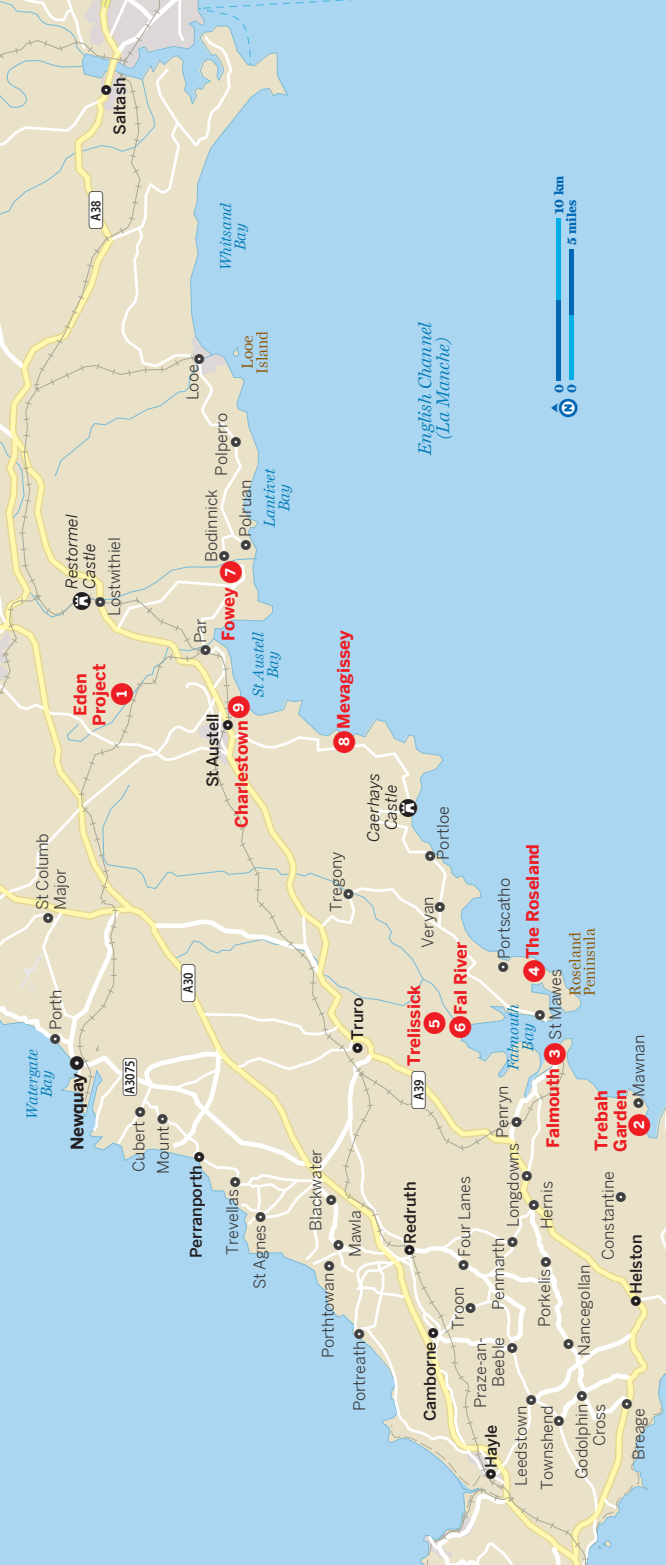 Saltash
A38
Whitsand
Bay
Looe
Island
Looe
English Channel
(La Manche)
0
10 km
0
5 miles
N
Polperro
Lantivet
Bay
Bodinnick
Polruan
Restormel
Castle
Lostwithiel
Fowey
7
Par
St Austell
Bay
Eden
Project
1
St Austell
Charlestown
9
8
Mevagissey
Caerhays
Castle
Portloe
St Columb
Major
Tregony
Veryan
Portscatho
4
The Roseland
Roseland
Peninsula
A30
Porth
Watergate
Bay
Newquay
A3075
Cubert
Mount
Truro
Trelissick
5
6
Fal River
Falmouth
Bay
St Mawes
Falmouth
3
A39
Penryn
Trebah
Garden
2
Mawnan
Perranporth
Trevellas
St Agnes
Blackwater
Mawla
Porthtowan
Portreath
Redruth
Four Lanes
Longdowns
Hernis
Constantine
Penmarth
Porkelis
Troon
Camborne
Praze-an-
Beeble
Nancegollan
Helston
Hayle
Leedstown
Townshend
Godolphin
Cross
Breage